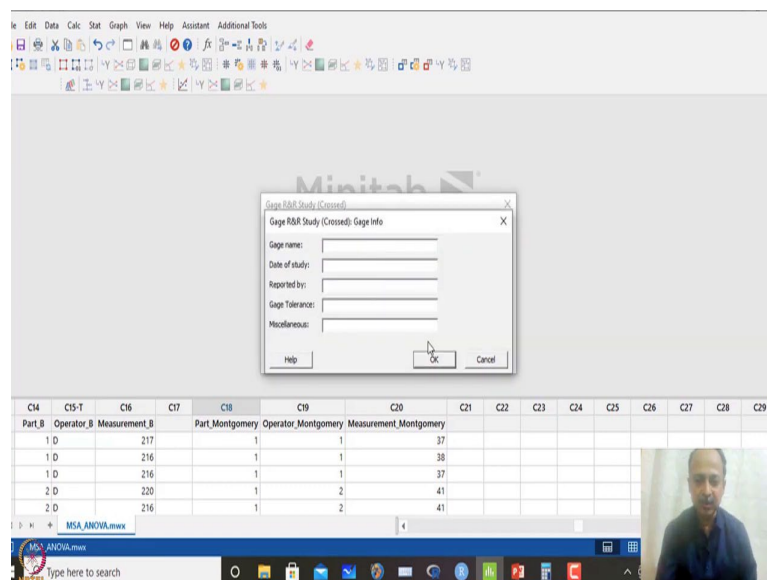 Edit Data Calc Stat Graph View Help Assistant Additional Tools
Minitab
Gage R&R Study (Crossed)
Gage R&R Study (Crossed): Gage Info
Gage name:
Date of study:
Reported by:
Gage Tolerance:
Miscellaneous:
Help OK Cancel
C14 C15-T C16 C17 C18 C19 C20 C21 C22 C23 C24 C25 C26 C27 C28 C29
Part_B Operator_B Measurement_B Part_Montgomery Operator_Montgomery Measurement_Montgomery
1 D 217 1 1 37
1 D 216 1 1 38
1 D 216 1 1 37
2 D 220 1 2 41
2 D 216 1 2 41
MSA_ANOVA.mwx
MSA_ANOVA.mwx
Type here to search